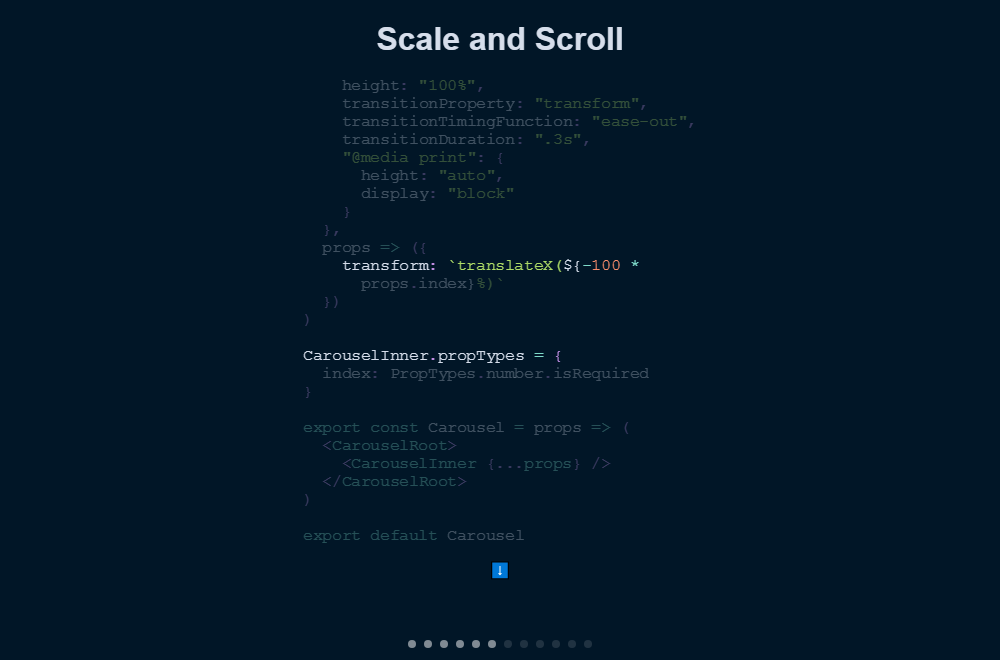 Scale and Scroll
height: "100%",
transitionProperty: "transform",
transitionTimingFunction: "ease-out",
transitionDuration: ".3s",
"@media print": {
height: "auto",
display: "block"
}
},
props => ({
transform: `translateX(${-100 *
props.index}%)`
})
)
CarouselInner.propTypes = {
index: PropTypes.number.isRequired
}
export const Carousel = props => (
<CarouselRoot>
<CarouselInner {...props} />
</CarouselRoot>
)
export default Carousel